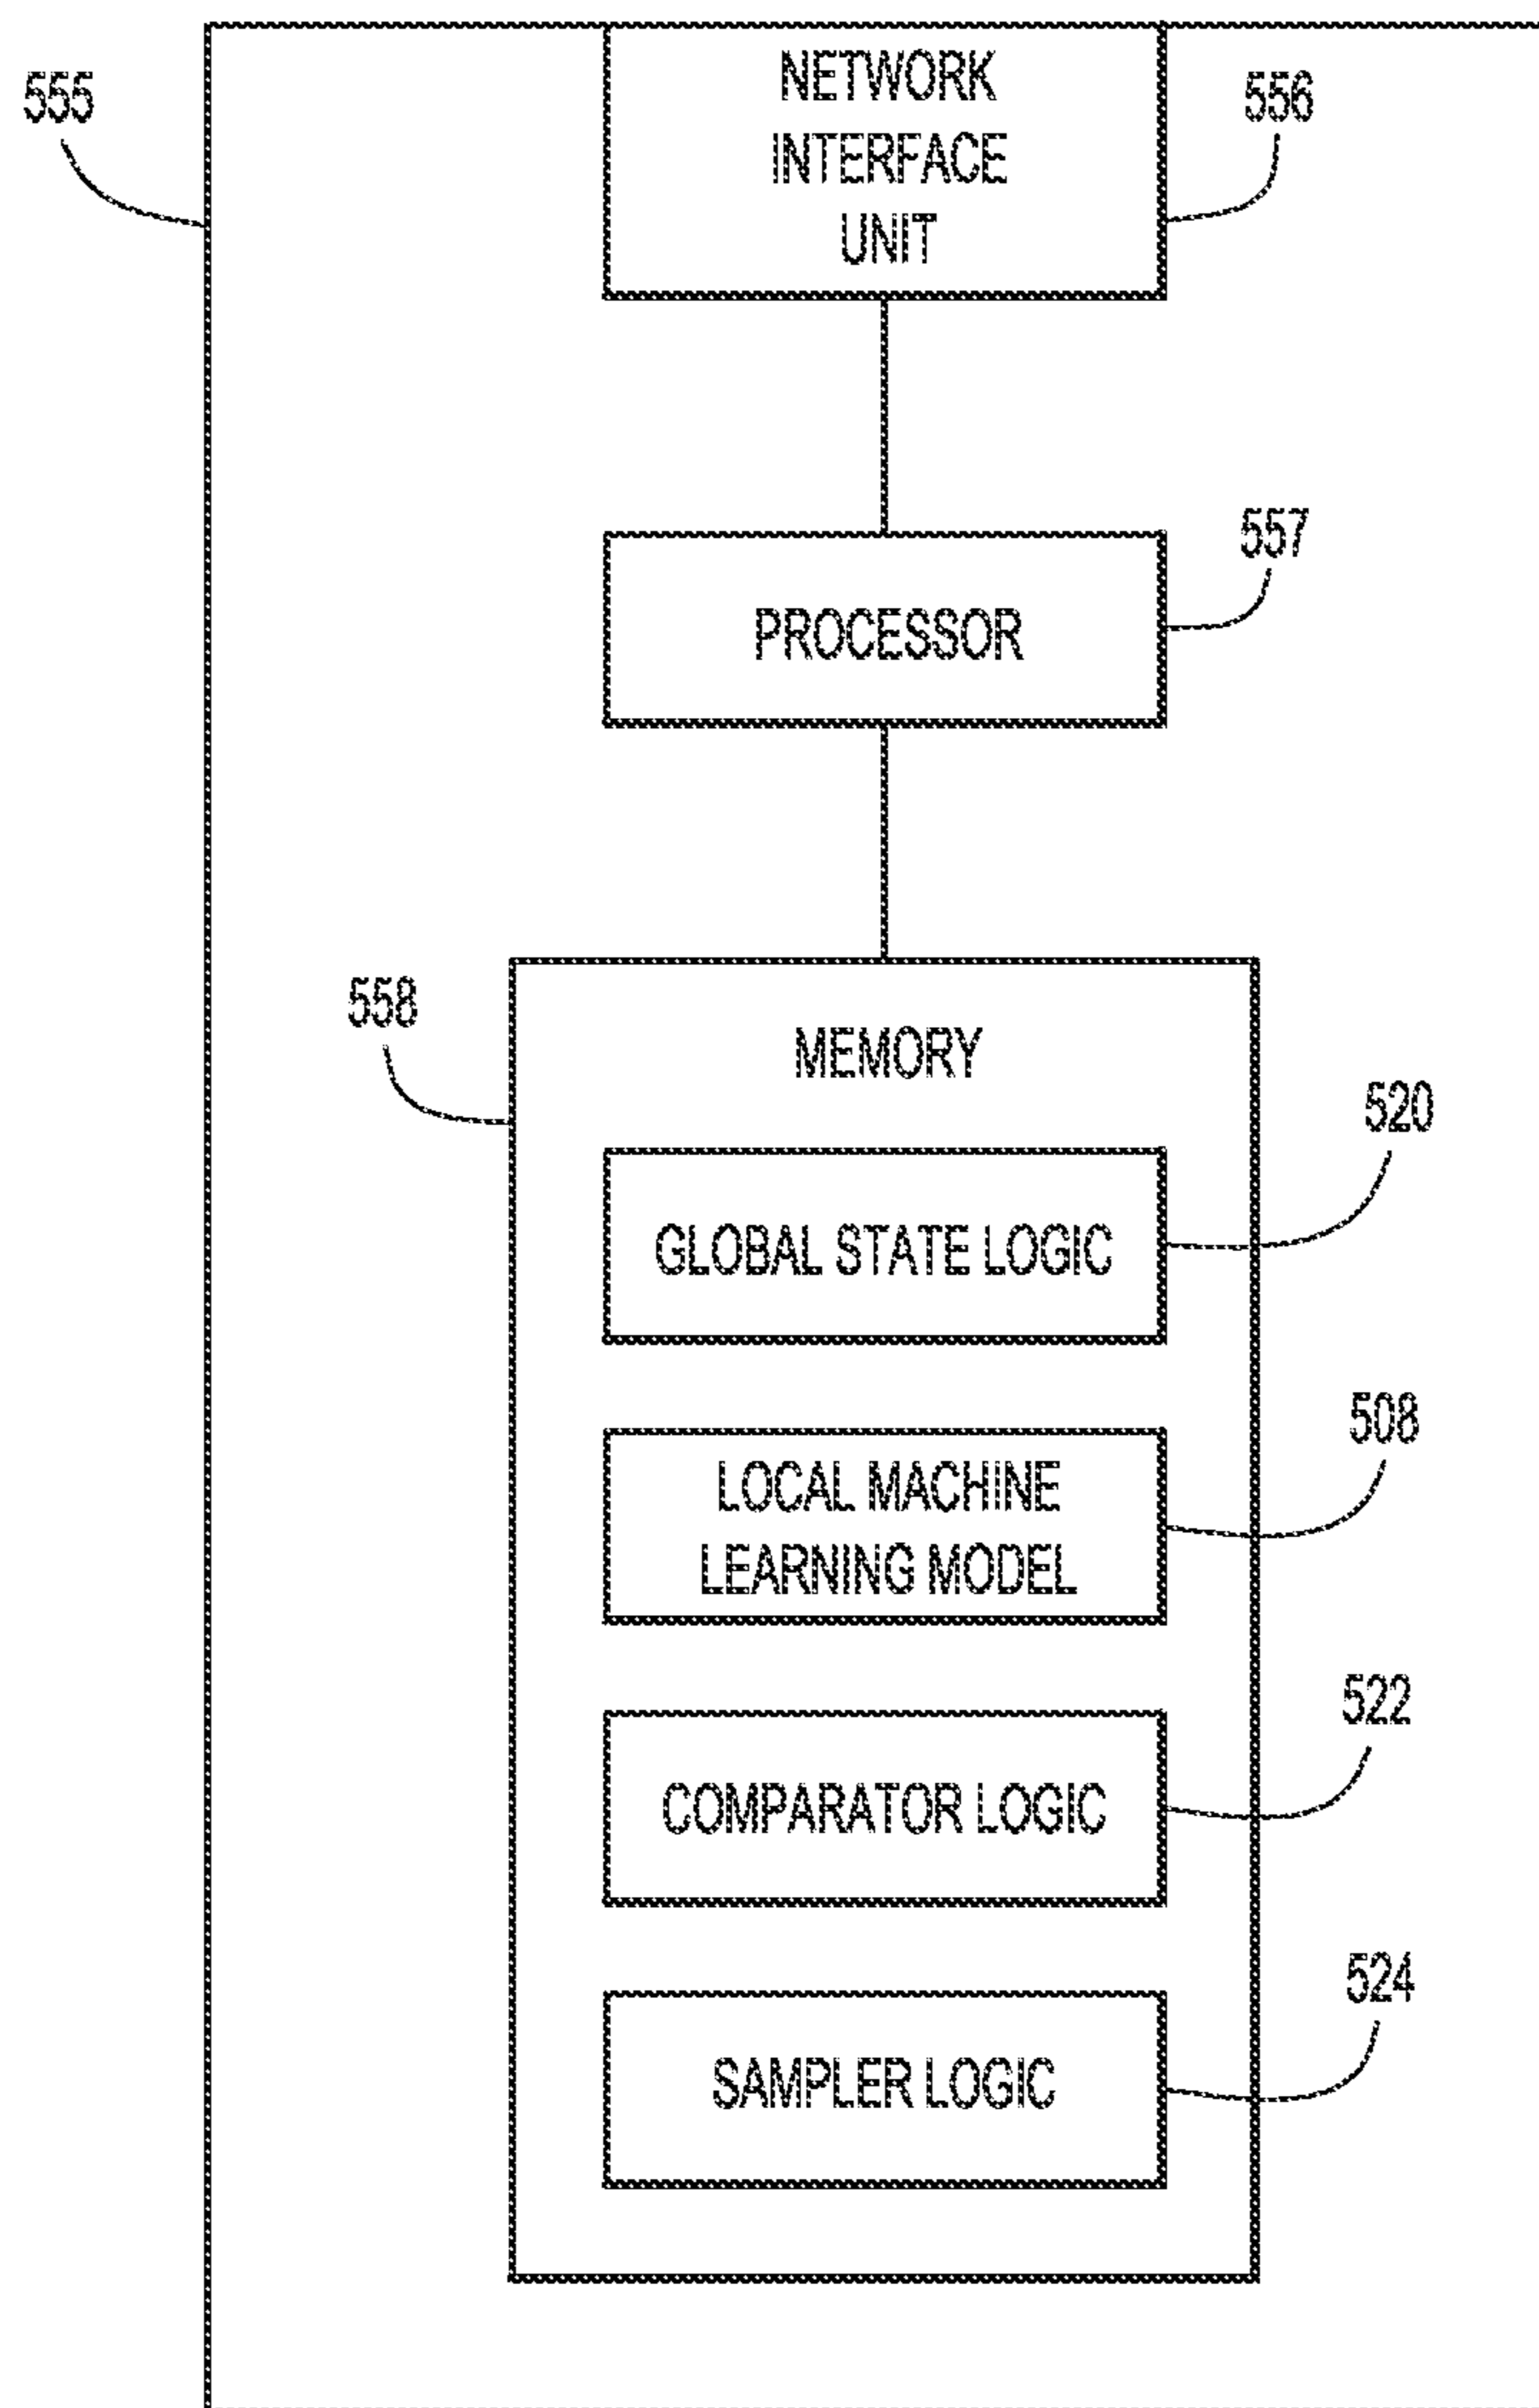 555
NETWORK
INTERFACE
UNIT
556
PROCESSOR
557
558
MEMORY
GLOBAL STATE LOGIC
520
LOCAL MACHINE
LEARNING MODEL
508
COMPARATOR LOGIC
522
SAMPLER LOGIC
524